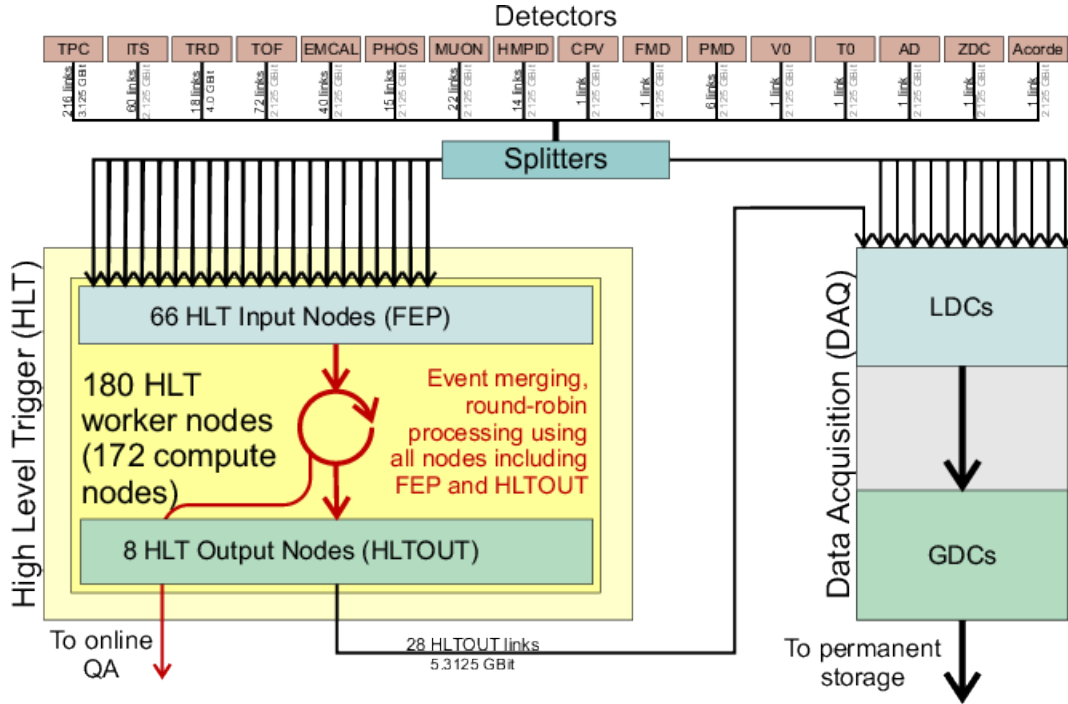 Detectors
TPC ITS TRD TOF EMCAL PHOS MUON HMPID CPV FMD PMD V0 T0 AD ZDC Acorde
216 links
3.125 GBit
60 links
2.125 GBit
18 links
4.0 GBit
72 links
2.125 GBit
40 links
2.125 GBit
15 links
2.125 GBit
22 links
2.125 GBit
14 links
2.125 GBit
1 link
2.125 GBit
1 link
2.125 GBit
6 links
2.125 GBit
1 link
2.125 GBit
1 link
2.125 GBit
1 link
2.125 GBit
1 link
2.125 GBit
1 link
2.125 GBit
Splitters
High Level Trigger (HLT)
66 HLT Input Nodes (FEP)
180 HLT
worker nodes
(172 compute
nodes)
Event merging,
round-robin
processing using
all nodes including
FEP and HLTOUT
8 HLT Output Nodes (HLTOUT)
To online
QA
28 HLTOUT links
5.3125 GBit
Data Acquisition (DAQ)
LDCs
GDCs
To permanent
storage